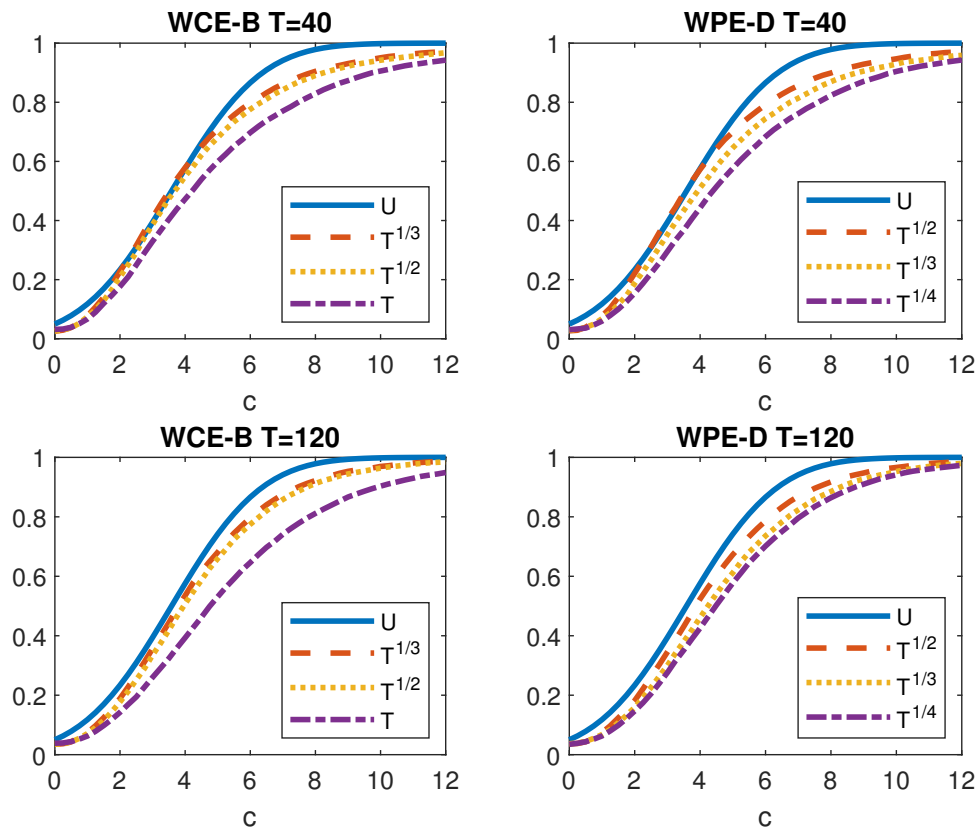 WCE-B T=40
1
0.8
0.6
0.4
0.2
0
0 2 4 6 8 10 12
c
U
T^{1/3}
T^{1/2}
T
WPE-D T=40
1
0.8
0.6
0.4
0.2
0
0 2 4 6 8 10 12
c
U
T^{1/2}
T^{1/3}
T^{1/4}
WCE-B T=120
1
0.8
0.6
0.4
0.2
0
0 2 4 6 8 10 12
c
U
T^{1/3}
T^{1/2}
T
WPE-D T=120
1
0.8
0.6
0.4
0.2
0
0 2 4 6 8 10 12
c
U
T^{1/2}
T^{1/3}
T^{1/4}